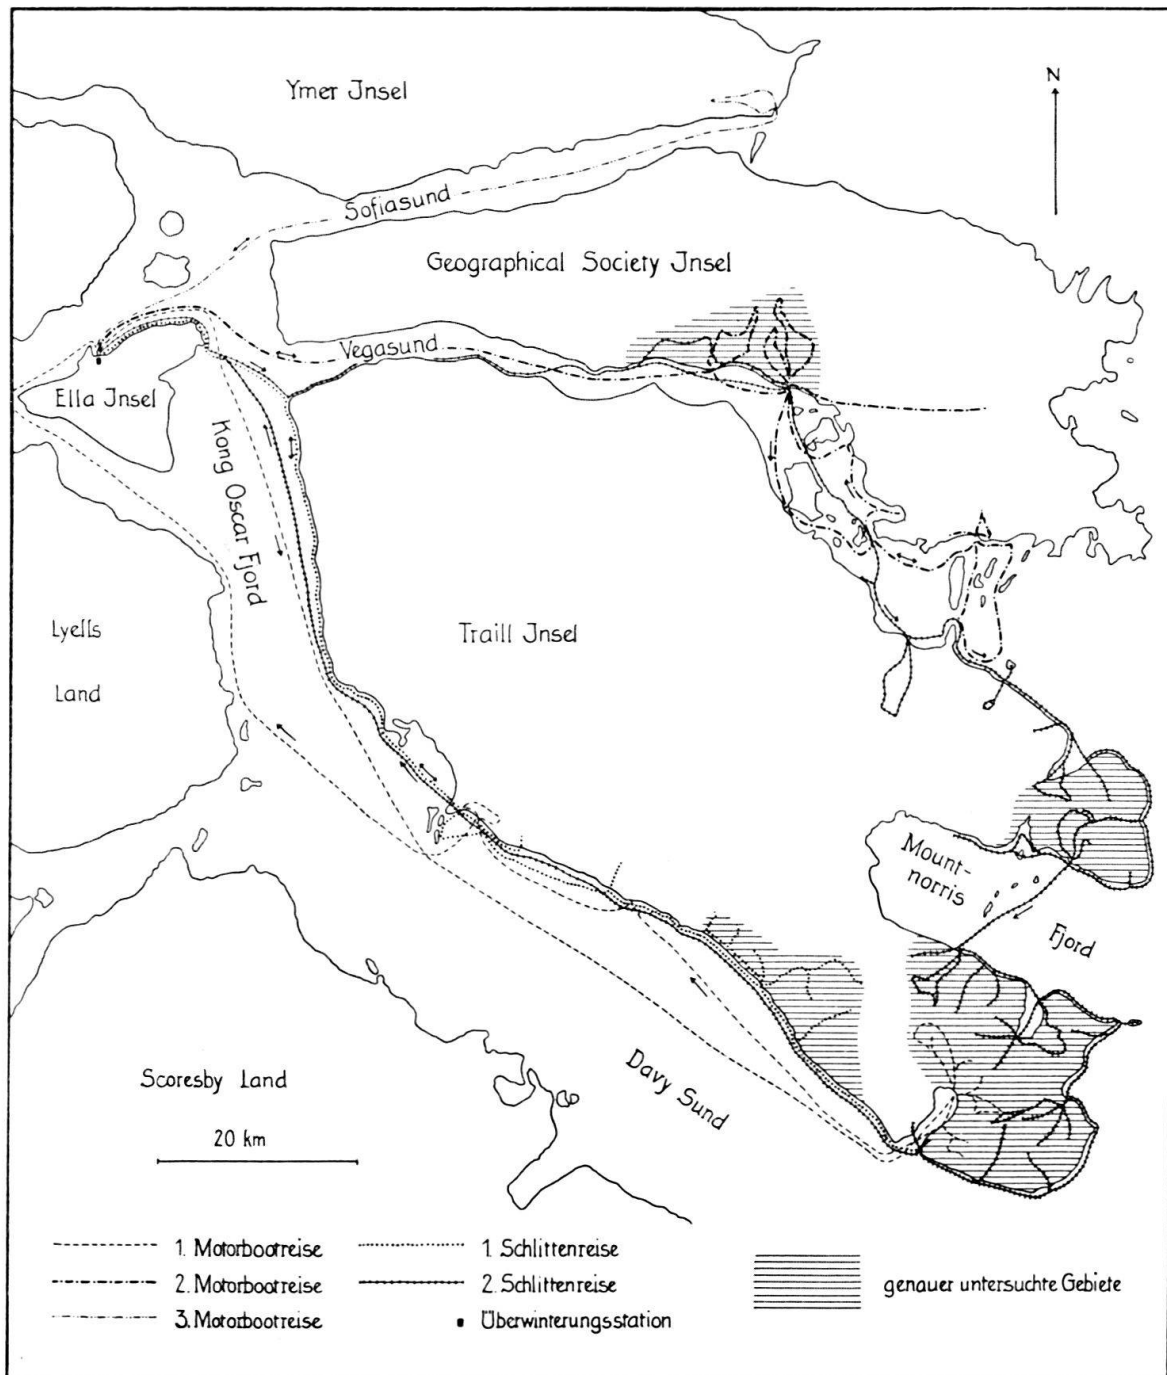 Ymer Jnsel
N
Sofiasund
Geographical Society Jnsel
Vegasund
Ella Jnsel
Kong Oscar Fjord
Lyells
Land
Traill Jnsel
Mount-
norris
Fjord
Davy Sund
Scoresby Land
20 km
1. Motorbootreise
2. Motorbootreise
3. Motorbootreise
1. Schlittenreise
2. Schlittenreise
Überwinterungsstation
genauer untersuchte Gebiete